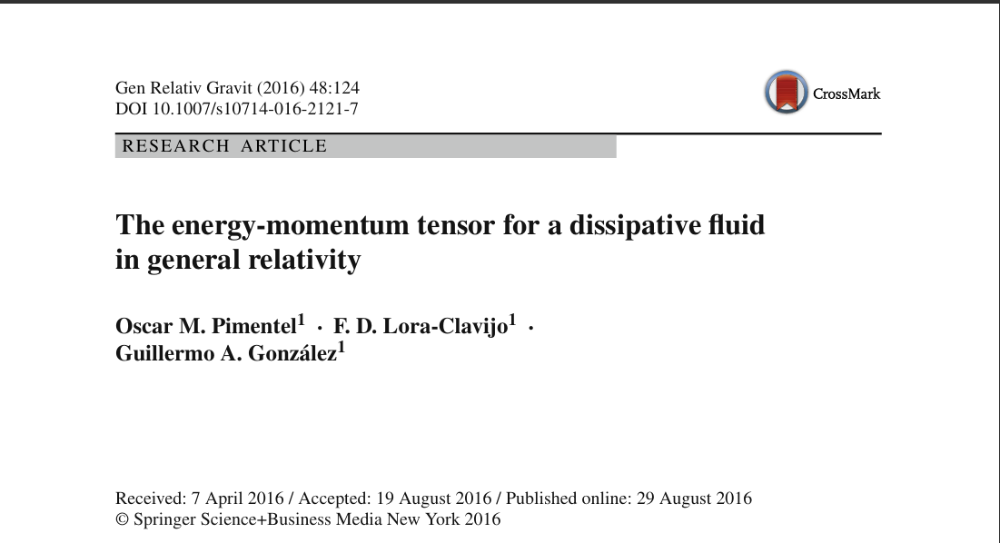 Gen Relativ Gravit (2016) 48:124
DOI 10.1007/s10714-016-2121-7
CrossMark
RESEARCH ARTICLE
The energy-momentum tensor for a dissipative fluid
in general relativity
Oscar M. Pimentel1 · F. D. Lora-Clavijo1 ·
Guillermo A. González1
Received: 7 April 2016 / Accepted: 19 August 2016 / Published online: 29 August 2016
© Springer Science+Business Media New York 2016